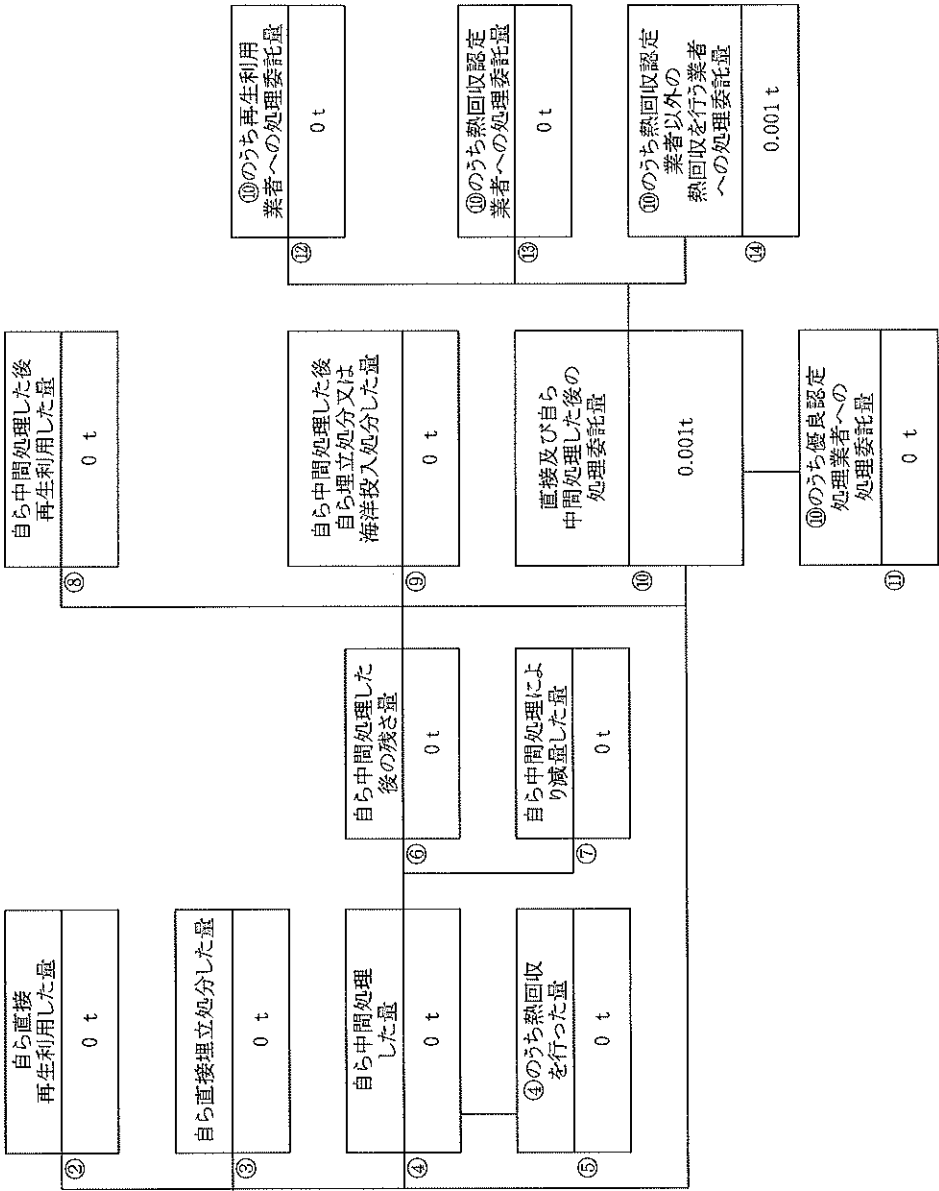 ②
自ら直接
再生利用した量
0 t
③
自ら直接埋立処分した量
0 t
④
自ら中間処理
した量
0 t
⑤
④のうち熱回収
を行った量
0 t
⑥
自ら中間処理した
後の残さ量
0 t
⑦
自ら中間処理によ
り減量した量
0 t
⑧
自ら中間処理した後
再生利用した量
0 t
⑨
自ら中間処理した後
自ら埋立処分又は
海洋投入処分した量
0 t
⑩
直接及び自ら
中間処理した後の
処理委託量
0.001t
⑪
⑩のうち優良認定
処理業者への
処理委託量
0 t
⑫
⑩のうち再生利用
業者への処理委託量
0 t
⑬
⑩のうち熱回収認定
業者への処理委託量
0 t
⑭
⑩のうち熱回収認定
業者以外の
熱回収を行う業者
への処理委託量
0.001 t